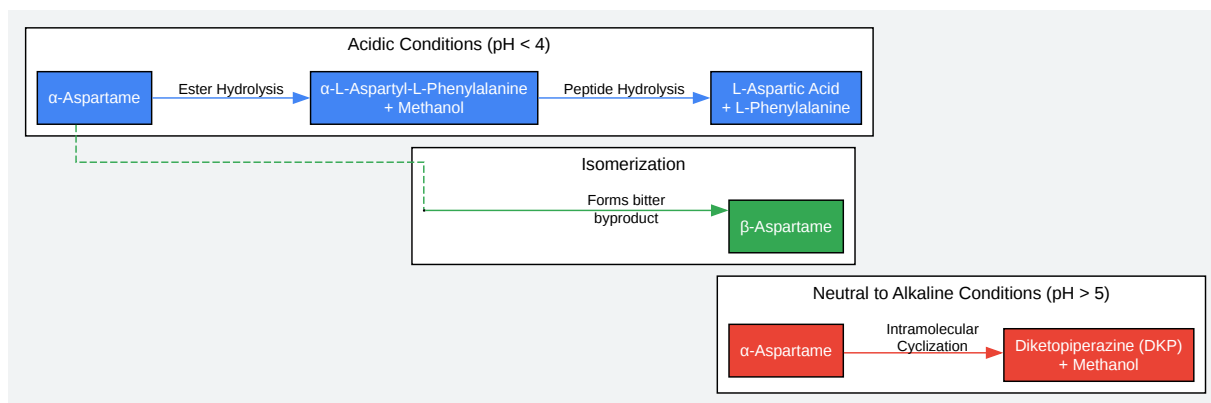 Acidic Conditions (pH < 4)
α-Aspartame
Ester Hydrolysis
α-L-Aspartyl-L-Phenylalanine
+ Methanol
Peptide Hydrolysis
L-Aspartic Acid
+ L-Phenylalanine
Isomerization
Forms bitter
byproduct
β-Aspartame
Neutral to Alkaline Conditions (pH > 5)
α-Aspartame
Intramolecular
Cyclization
Diketopiperazine (DKP)
+ Methanol